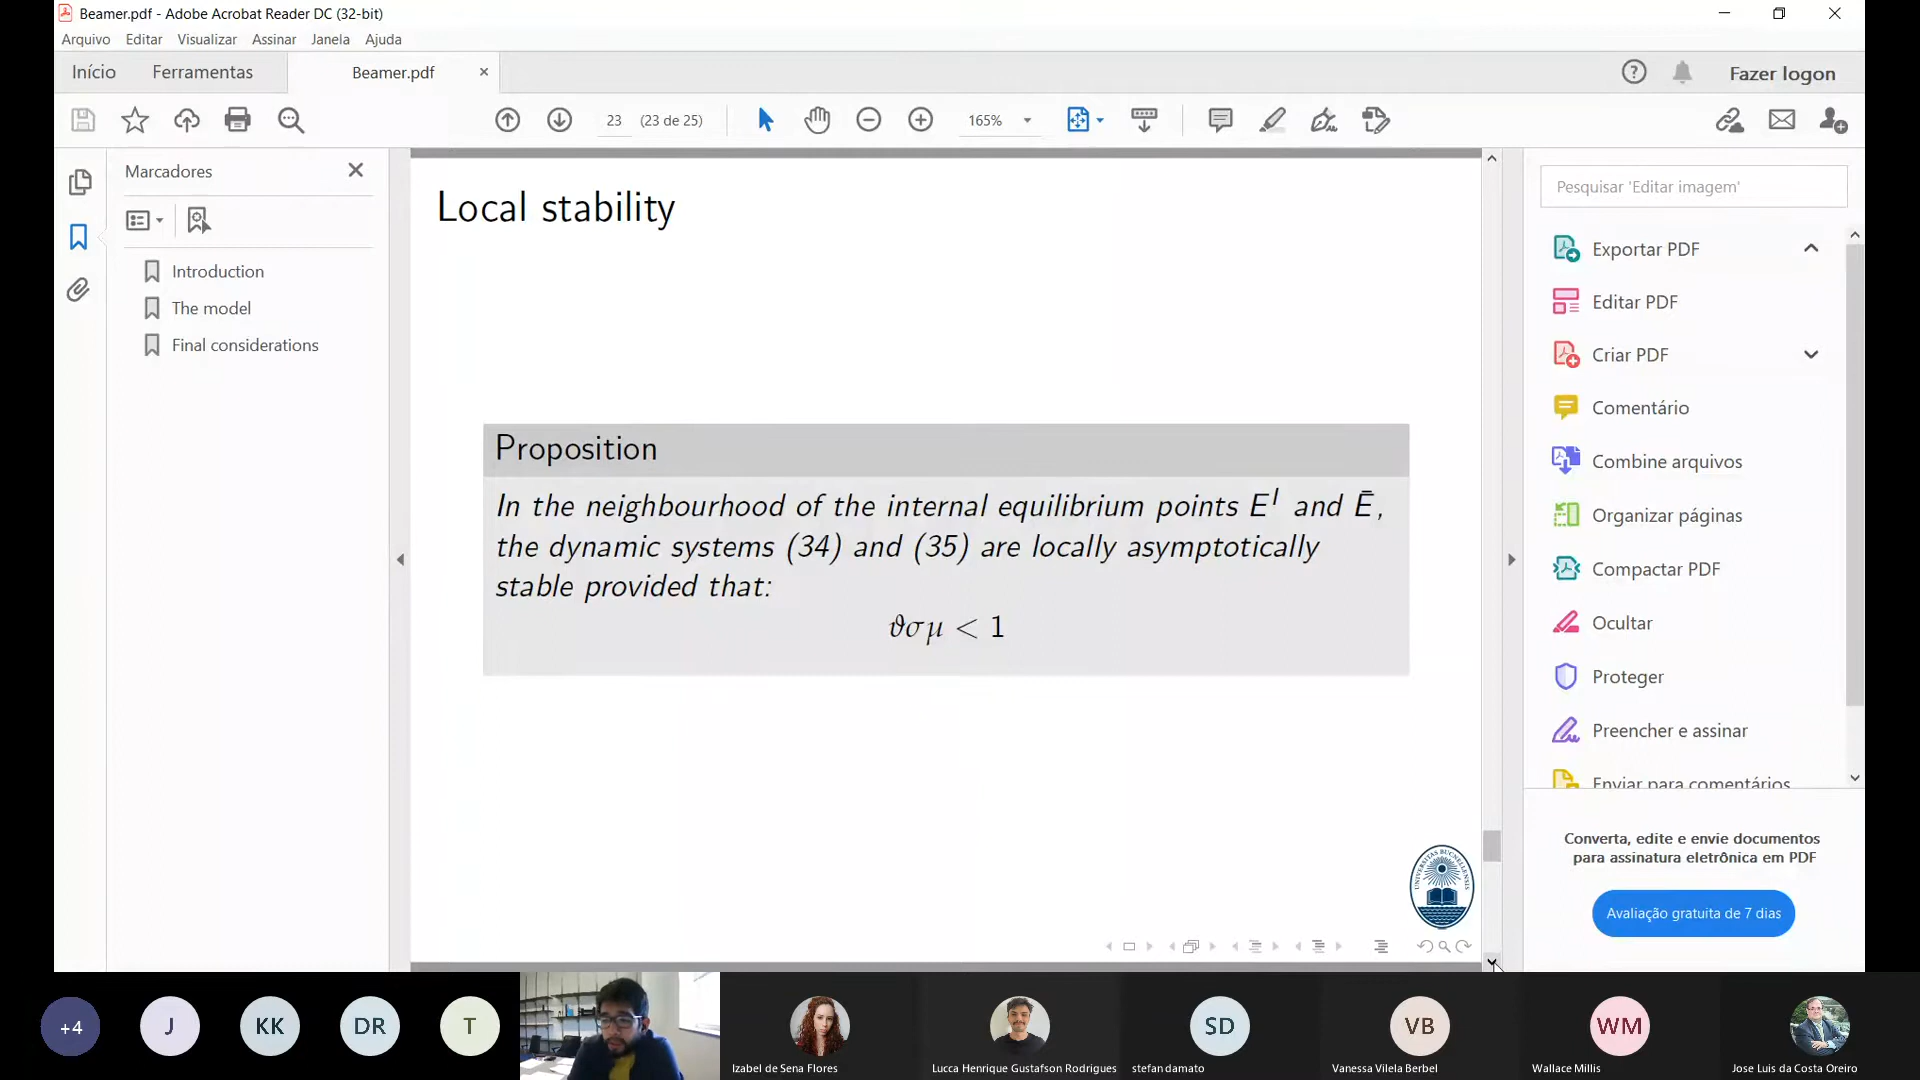 Beamer.pdf - Adobe Acrobat Reader DC (32-bit)
Arquivo Editar Visualizar Assinar Janela Ajuda
Início Ferramentas Beamer.pdf Fazer logon
23 (23 de 25) 165%
Marcadores
Introduction
The model
Final considerations
Local stability
Proposition
In the neighbourhood of the internal equilibrium points E^I and Ē,
the dynamic systems (34) and (35) are locally asymptotically
stable provided that:
ϑσμ < 1
UNIVERSITAS BUCNELLENSIS
Pesquisar 'Editar imagem'
Exportar PDF
Editar PDF
Criar PDF
Comentário
Combine arquivos
Organizar páginas
Compactar PDF
Ocultar
Proteger
Preencher e assinar
Enviar para comentários
Converta, edite e envie documentos
para assinatura eletrônica em PDF
Avaliação gratuita de 7 dias
+4 J KK DR T SD VB WM
Izabel de Sena Flores Lucca Henrique Gustafson Rodrigues stefan damato Vanessa Vilela Berbel Wallace Millis Jose Luis da Costa Oreiro